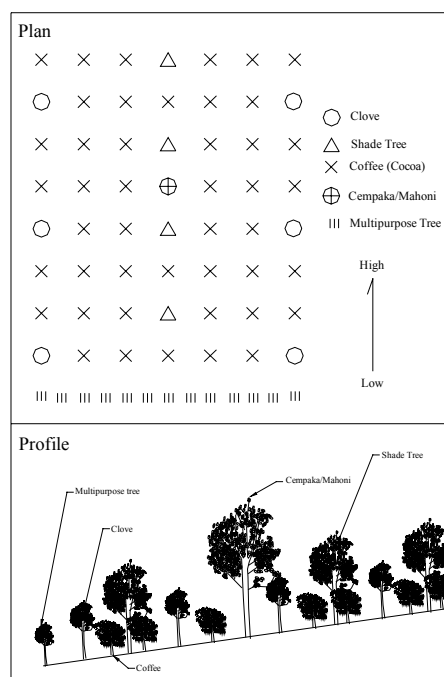 Plan
Clove
Shade Tree
Coffee (Cocoa)
Cempaka/Mahoni
Multipurpose Tree
High
Low
Profile
Shade Tree
Cempaka/Mahoni
Multipurpose tree
Clove
Coffee